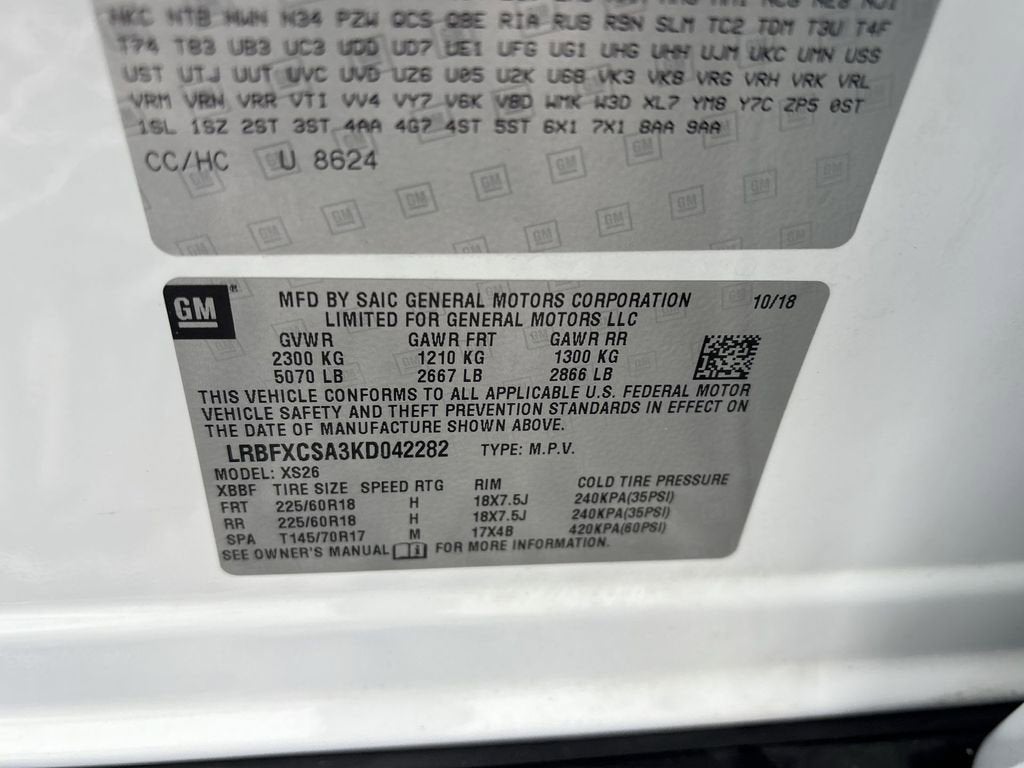 NKC NTB NWN N34 PZW QCS Q8E RIA RU8 RSN SLM TC2 TDM T3U T4F
T74 T83 UB3 UC3 UDD UD7 UE1 UFG UG1 UHG UHH UJM UKC UMN USS
UST UTJ UUT UVC UVD UZ6 U05 U2K U68 VK3 VK8 VRG VRH VRK VRL
VRM VRN VRR VTI VV4 VY7 V6K V8D WMK W3D XL7 YM8 Y7C ZP5 0ST
1SL 1SZ 2ST 3ST 4AA 4G7 4ST 5ST 6X1 7X1 8AA 9AA
CC/HC U 8624
GM®
MFD BY SAIC GENERAL MOTORS CORPORATION 10/18
LIMITED FOR GENERAL MOTORS LLC
GVWR GAWR FRT GAWR RR
2300 KG 1210 KG 1300 KG
5070 LB 2667 LB 2866 LB
THIS VEHICLE CONFORMS TO ALL APPLICABLE U.S. FEDERAL MOTOR
VEHICLE SAFETY AND THEFT PREVENTION STANDARDS IN EFFECT ON
THE DATE OF MANUFACTURE SHOWN ABOVE.
LRBFXCSA3KD042282 TYPE: M.P.V.
MODEL: XS26
XBBF TIRE SIZE SPEED RTG RIM COLD TIRE PRESSURE
FRT 225/60R18 H 18X7.5J 240KPA(35PSI)
RR 225/60R18 H 18X7.5J 240KPA(35PSI)
SPA T145/70R17 M 17X4B 420KPA(60PSI)
SEE OWNER'S MANUAL FOR MORE INFORMATION.